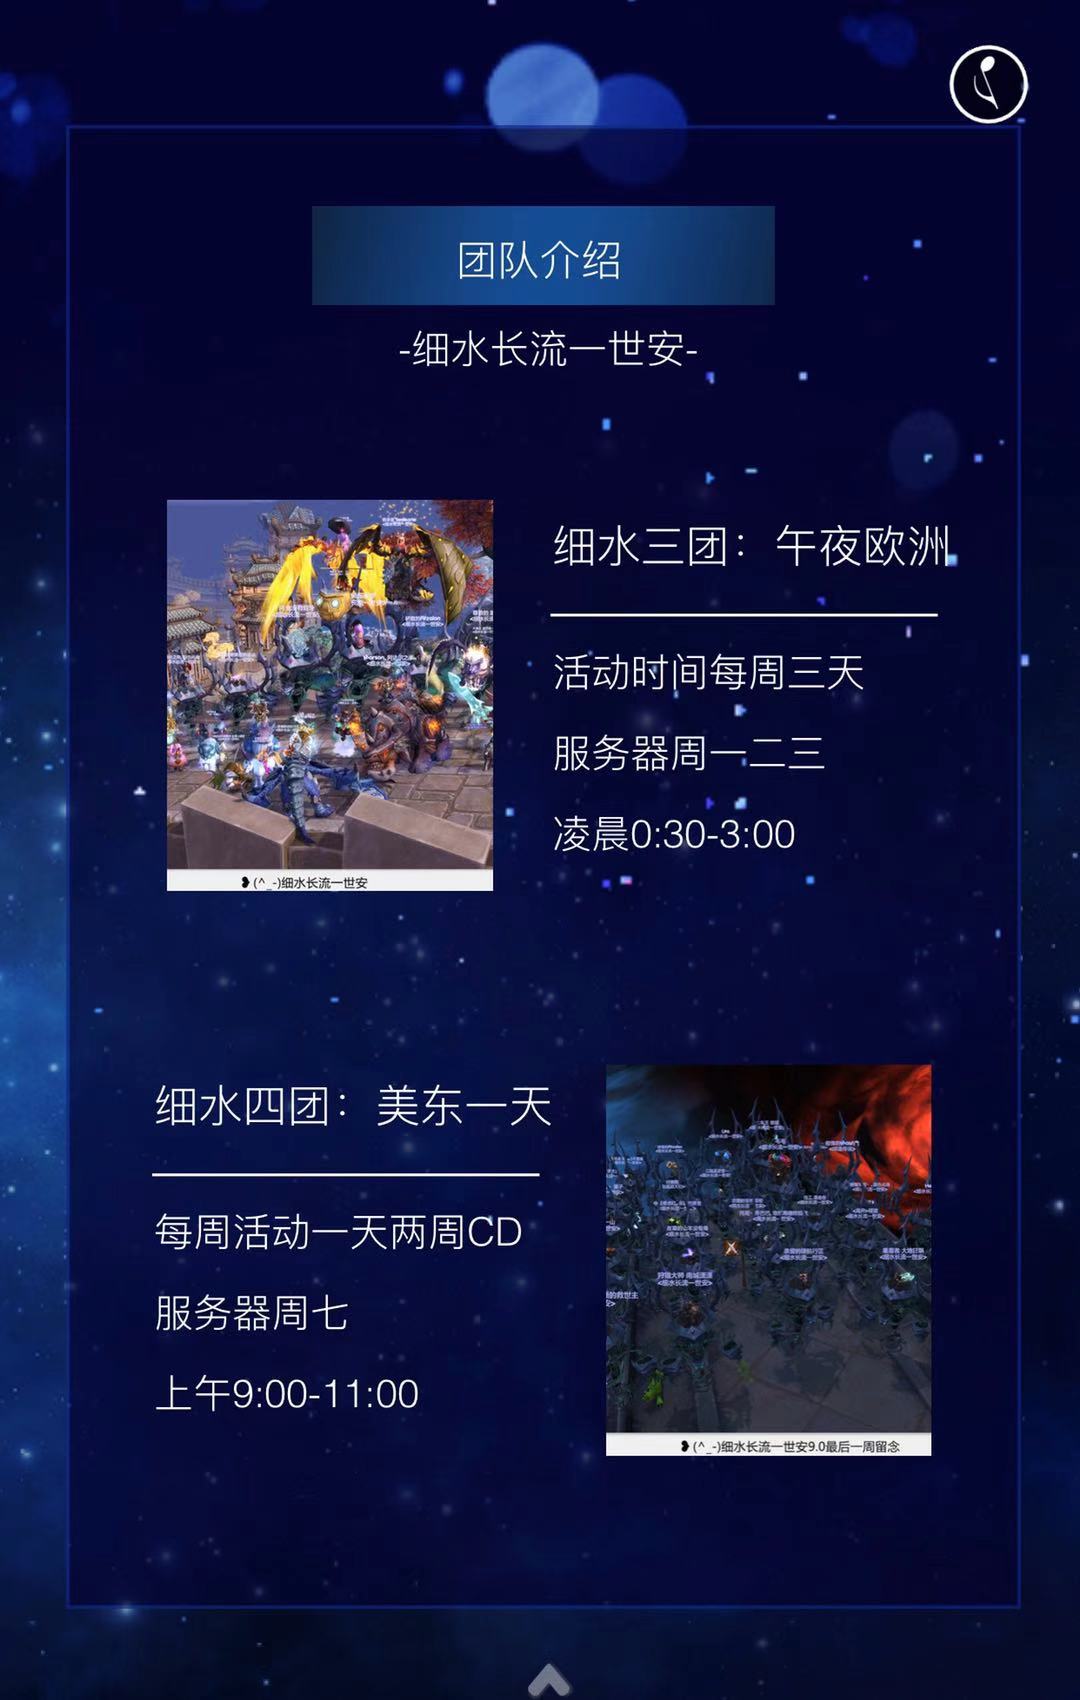 团队介绍
-细水长流一世安-
细水三团：午夜欧洲
活动时间每周三天
服务器周一二三
凌晨0:30-3:00
❥(^_-)细水长流一世安
细水四团：美东一天
每周活动一天两周CD
服务器周七
上午9:00-11:00
❥(^_-)细水长流一世安9.0最后一周留念